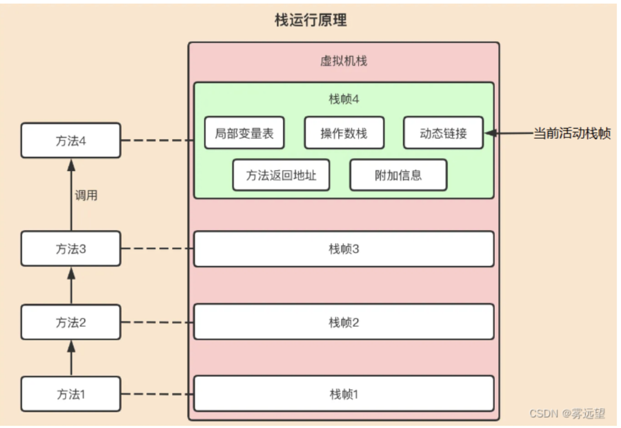 栈运行原理
虚拟机栈
栈帧4
局部变量表
操作数栈
动态链接
当前活动栈帧
方法4
方法返回地址
附加信息
调用
方法3
栈帧3
方法2
栈帧2
方法1
栈帧1
CSDN @雾远望